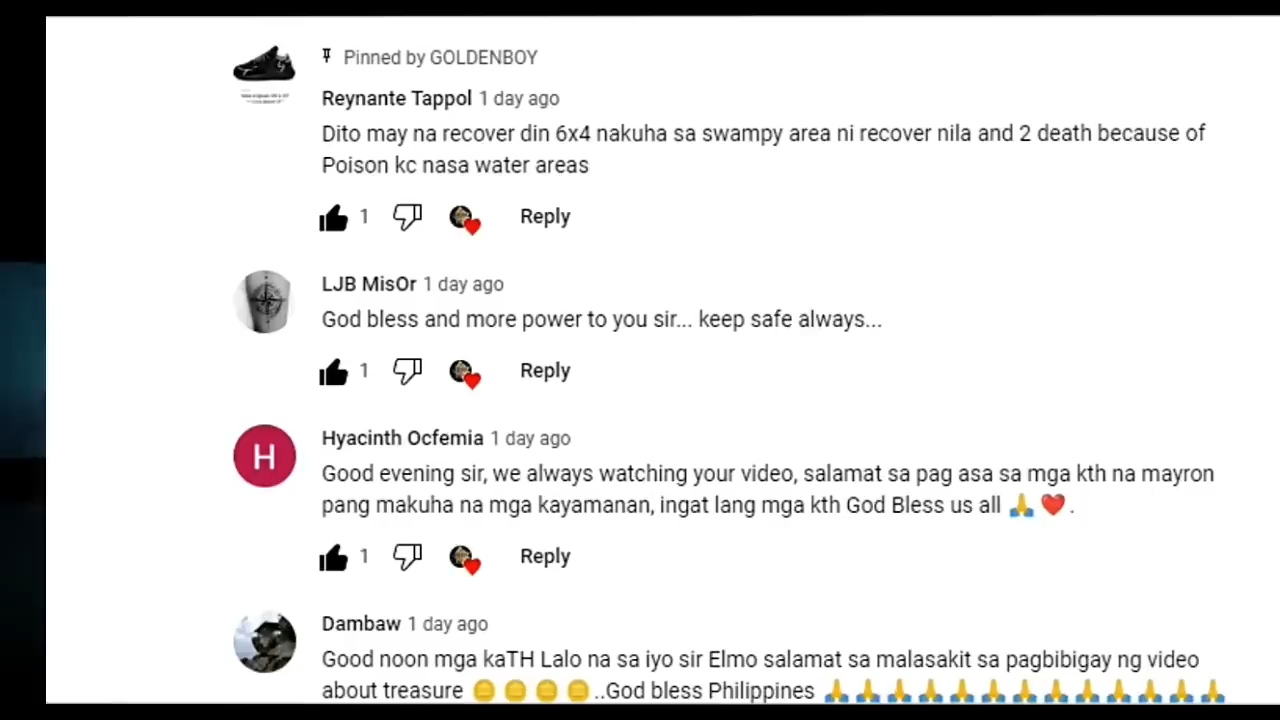 Pinned by GOLDENBOY
Reynante Tappol 1 day ago
Dito may na recover din 6x4 nakuha sa swampy area ni recover nila and 2 death because of
Poison kc nasa water areas
1 Reply
LJB MisOr 1 day ago
God bless and more power to you sir... keep safe always...
1 Reply
H
Hyacinth Ocfemia 1 day ago
Good evening sir, we always watching your video, salamat sa pag asa sa mga kth na mayron
pang makuha na mga kayamanan, ingat lang mga kth God Bless us all 🙏 ❤️.
1 Reply
Dambaw 1 day ago
Good noon mga kaTH Lalo na sa iyo sir Elmo salamat sa malasakit sa pagbibigay ng video
about treasure 🪙🪙🪙🪙..God bless Philippines 🙏🙏🙏🙏🙏🙏🙏🙏🙏🙏🙏🙏🙏